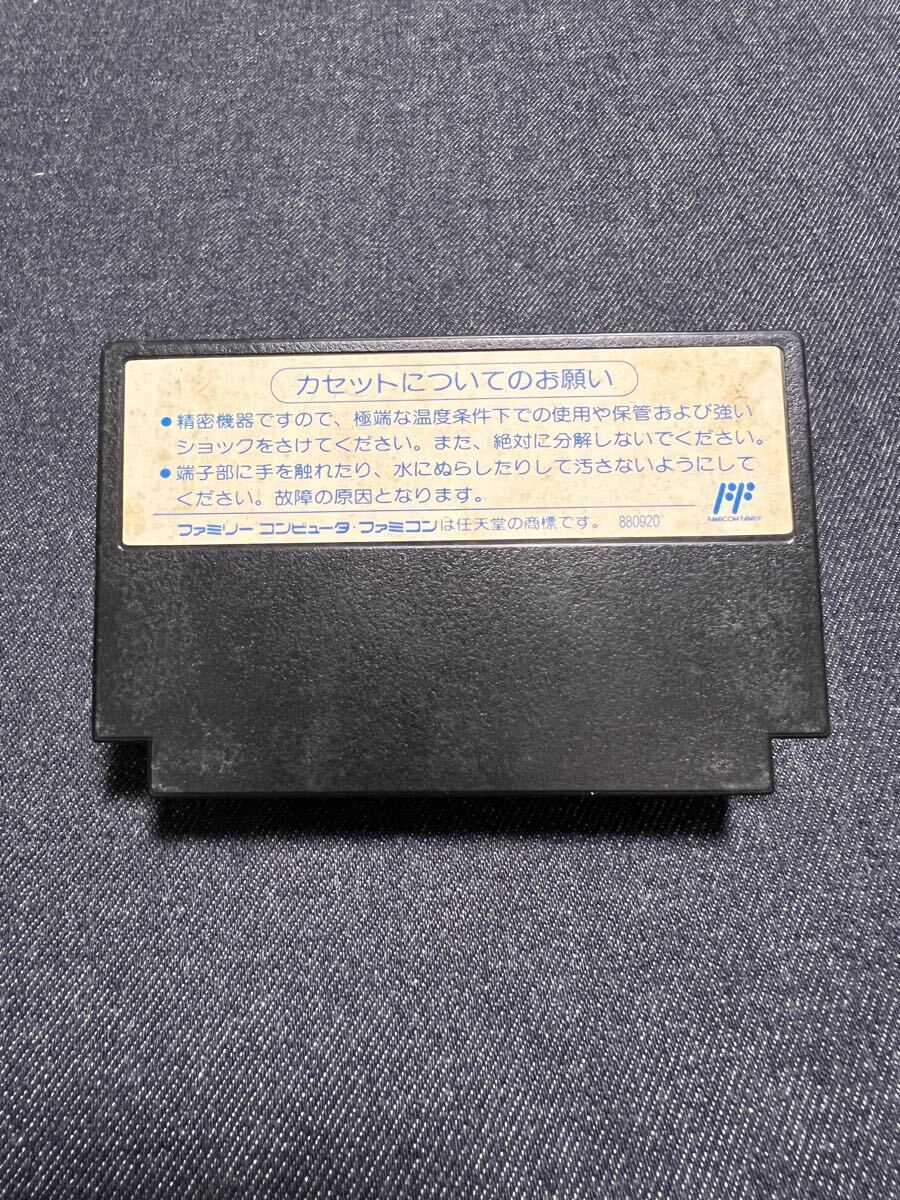 カセットについてのお願い
●精密機器ですので、極端な温度条件下での使用や保管および強い
ショックをさけてください。また、絶対に分解しないでください。
●端子部に手を触れたり、水にぬらしたりして汚さないようにして
ください。故障の原因となります。
FF
FAMICOM FAMILY
ファミリー コンピュータ・ファミコンは任天堂の商標です。 880920